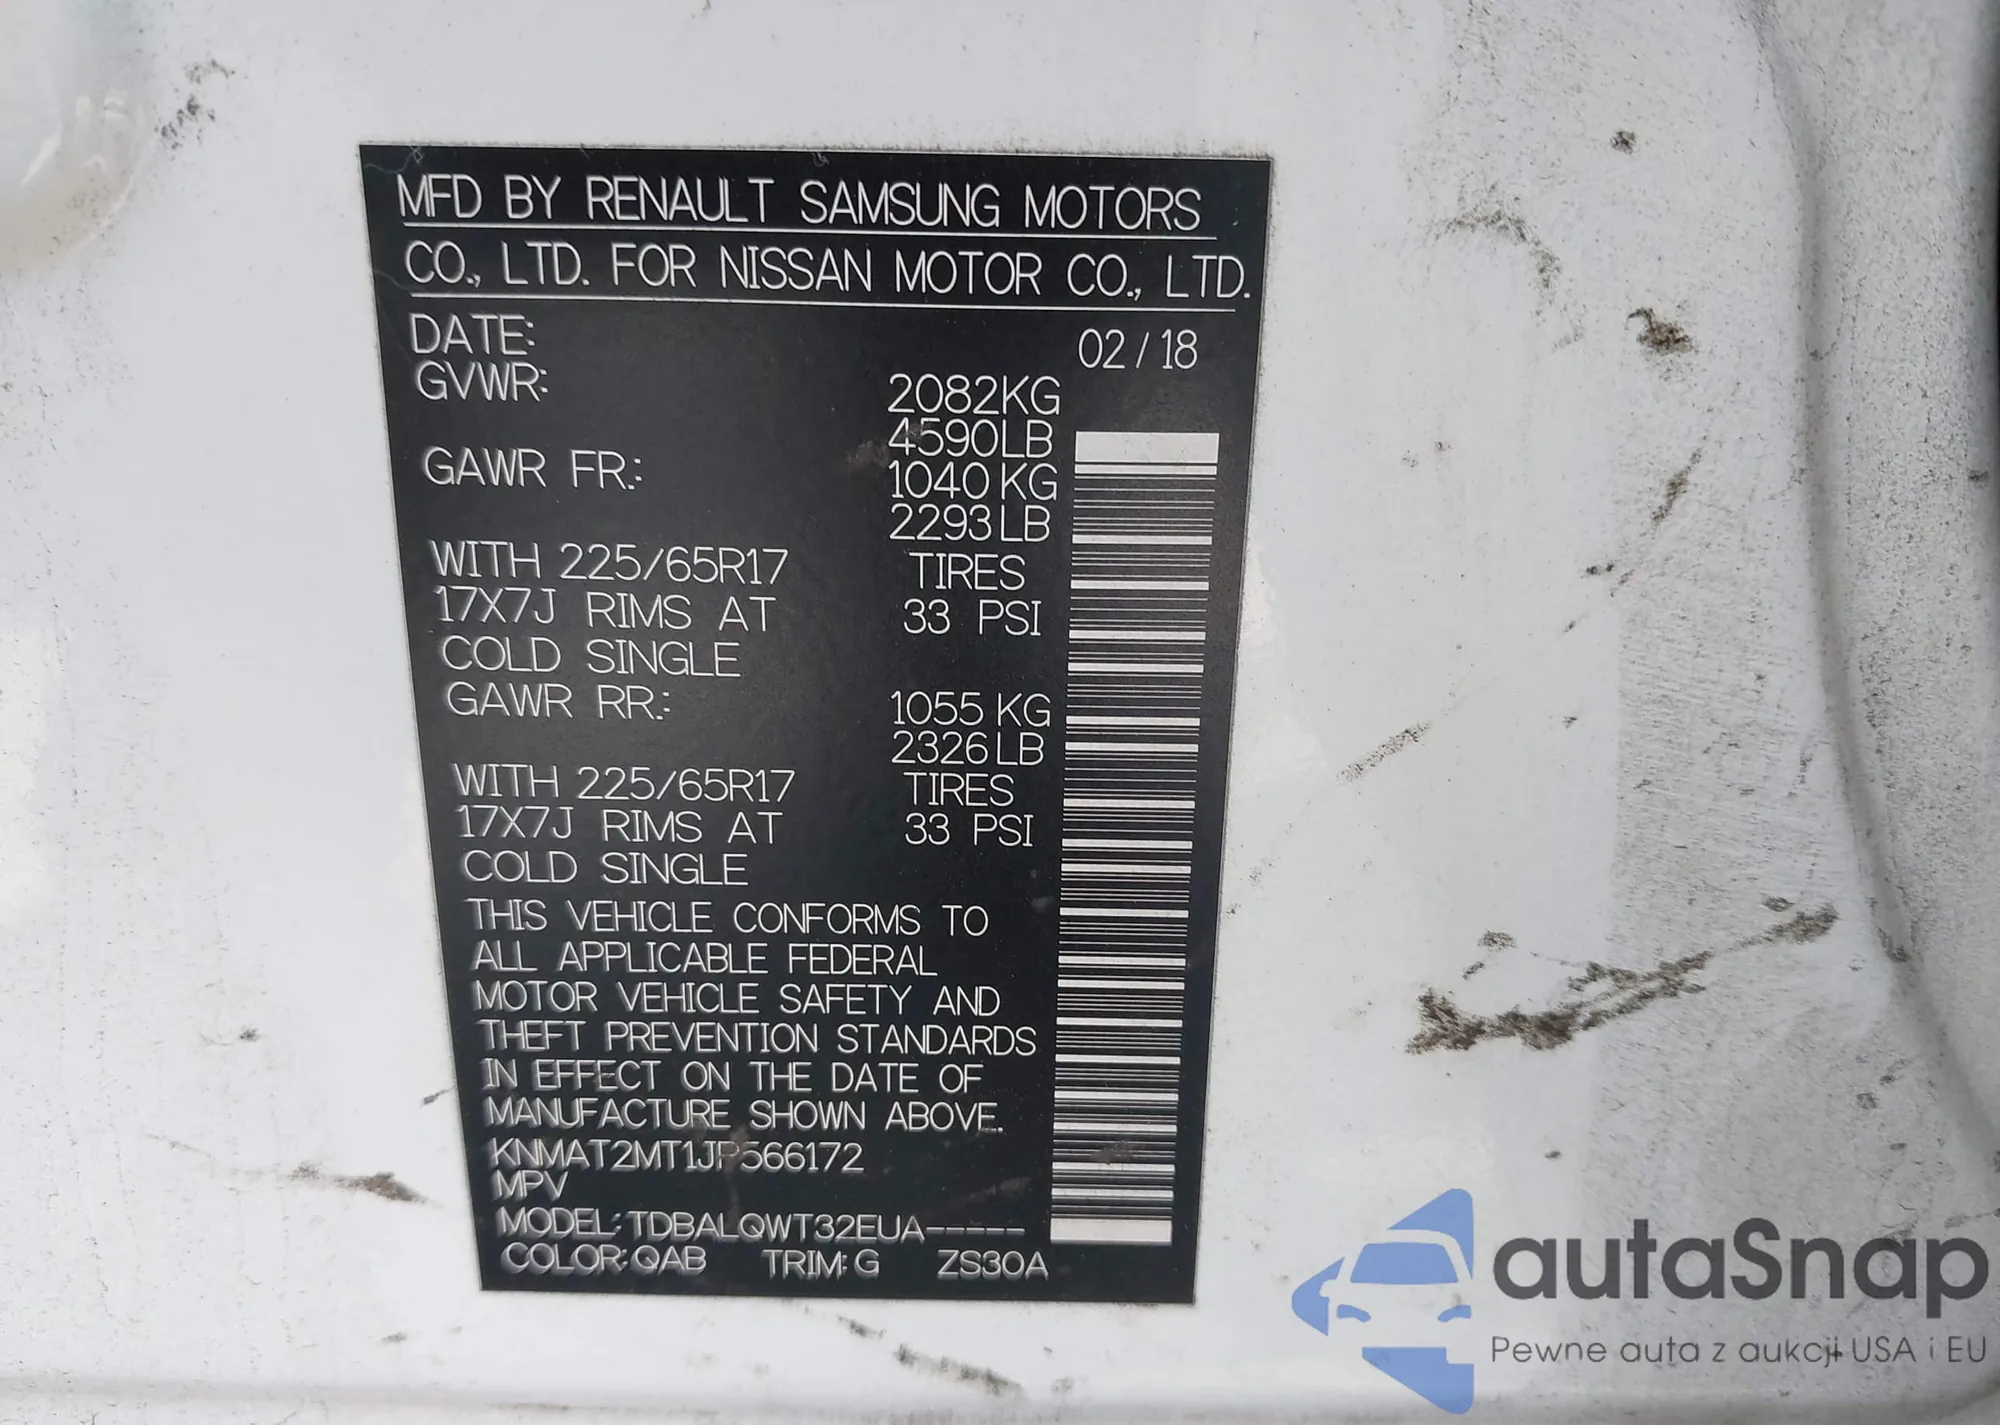 MFD BY RENAULT SAMSUNG MOTORS
CO., LTD. FOR NISSAN MOTOR CO., LTD.
DATE: 02 / 18
GVWR: 2082KG
4590LB
GAWR FR.: 1040 KG
2293 LB
WITH 225/65R17 TIRES
17X7J RIMS AT 33 PSI
COLD SINGLE
GAWR RR.: 1055 KG
2326 LB
WITH 225/65R17 TIRES
17X7J RIMS AT 33 PSI
COLD SINGLE
THIS VEHICLE CONFORMS TO
ALL APPLICABLE FEDERAL
MOTOR VEHICLE SAFETY AND
THEFT PREVENTION STANDARDS
IN EFFECT ON THE DATE OF
MANUFACTURE SHOWN ABOVE.
KNMAT2MT1JP566172
MPV
MODEL: TDBALQWT32EUA-----
COLOR: QAB TRIM: G ZS30A
autaSnap
Pewne auta z aukcji USA i EU